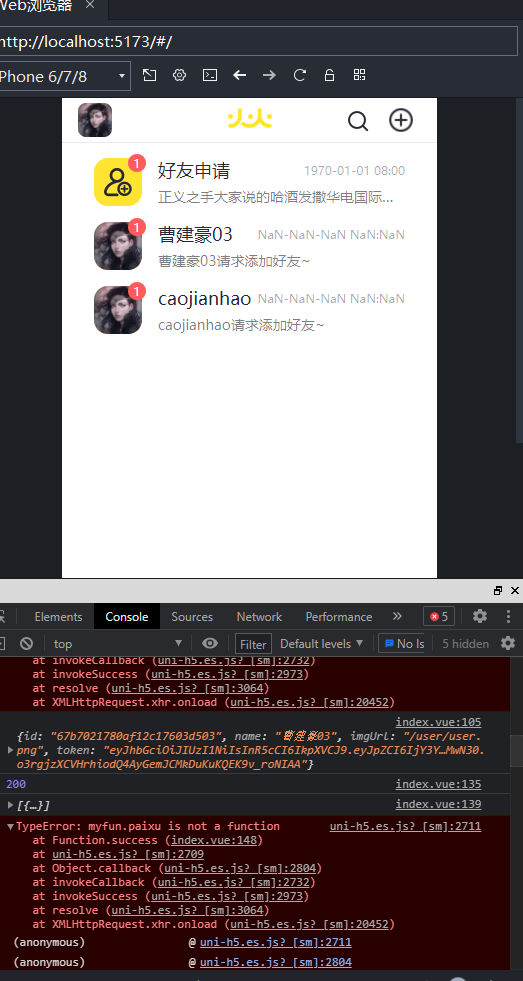 Web浏览器
http://localhost:5173/#/
Phone 6/7/8
好友申请
1
1970-01-01 08:00
正义之手大家说的哈酒发撒华电国际...
曹建豪03
1
NaN-NaN-NaN NaN:NaN
曹建豪03请求添加好友~
caojianhao
1
NaN-NaN-NaN NaN:NaN
caojianhao请求添加好友~
Elements Console Sources Network Performance 5
top Filter Default levels No Is 5 hidden
at invokeCallback (uni-h5.es.js? [sm]:2732)
at invokeSuccess (uni-h5.es.js? [sm]:2973)
at resolve (uni-h5.es.js? [sm]:3064)
at XMLHttpRequest.xhr.onload (uni-h5.es.js? [sm]:20452)
index.vue:105
{id: "67b7021780af12c17603d503", name: "曹建豪03", imgUrl: "/user/user.
png", token: "eyJhbGciOiJIUzI1NiIsInR5cCI6IkpXVCJ9.eyJpZCI6IjY3Y…MwN30.
o3rgjzXCVHrhiodQ4AyGemJCMkDuKuKQEK9v_roNIAA"}
200 index.vue:135
[{…}] index.vue:139
TypeError: myfun.paixu is not a function uni-h5.es.js? [sm]:2711
at Function.success (index.vue:148)
at uni-h5.es.js? [sm]:2709
at Object.callback (uni-h5.es.js? [sm]:2804)
at invokeCallback (uni-h5.es.js? [sm]:2732)
at invokeSuccess (uni-h5.es.js? [sm]:2973)
at resolve (uni-h5.es.js? [sm]:3064)
at XMLHttpRequest.xhr.onload (uni-h5.es.js? [sm]:20452)
(anonymous) @ uni-h5.es.js? [sm]:2711
(anonymous) @ uni-h5.es.js? [sm]:2804